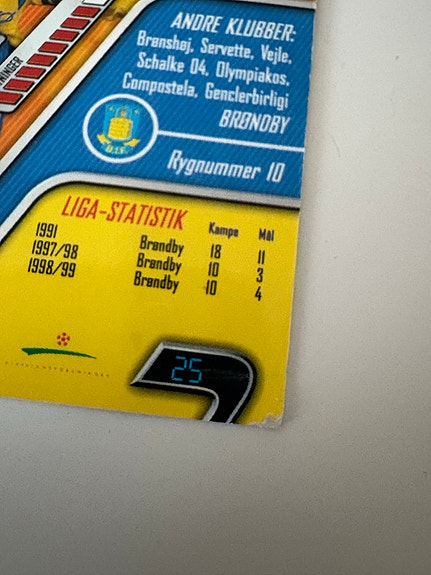 ANDRE KLUBBER:
Brønshøj, Servette, Vejle,
Schalke 04, Olympiakos,
Compostela, Genclerbirligi
BRØNDBY
Rygnummer 10
LIGA-STATISTIK Kampe Mål
1991 Brøndby 18 11
1997/98 Brøndby 10 3
1998/99 Brøndby 10 4
DIVISIONSFORENINGEN
25